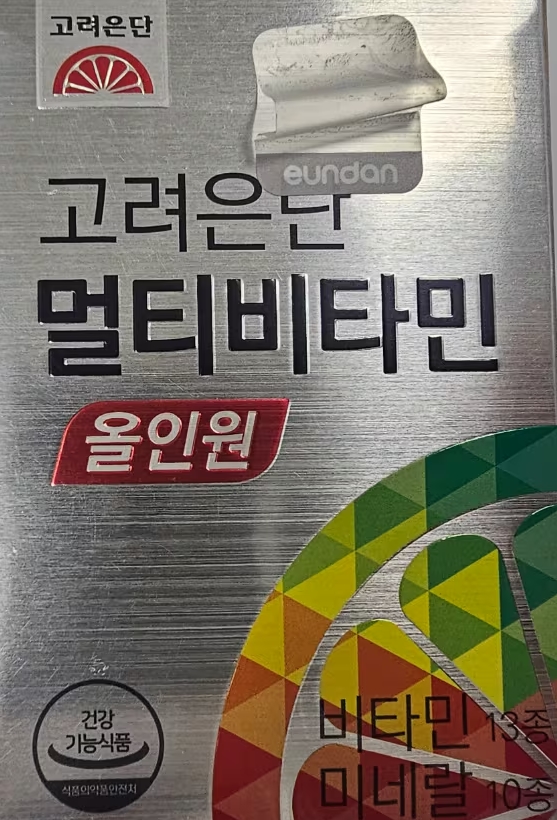 고려은단
eundan
고려은단
멀티비타민
올인원
건강
기능식품
식품의약품안전처
비타민 13종
미네랄 10종